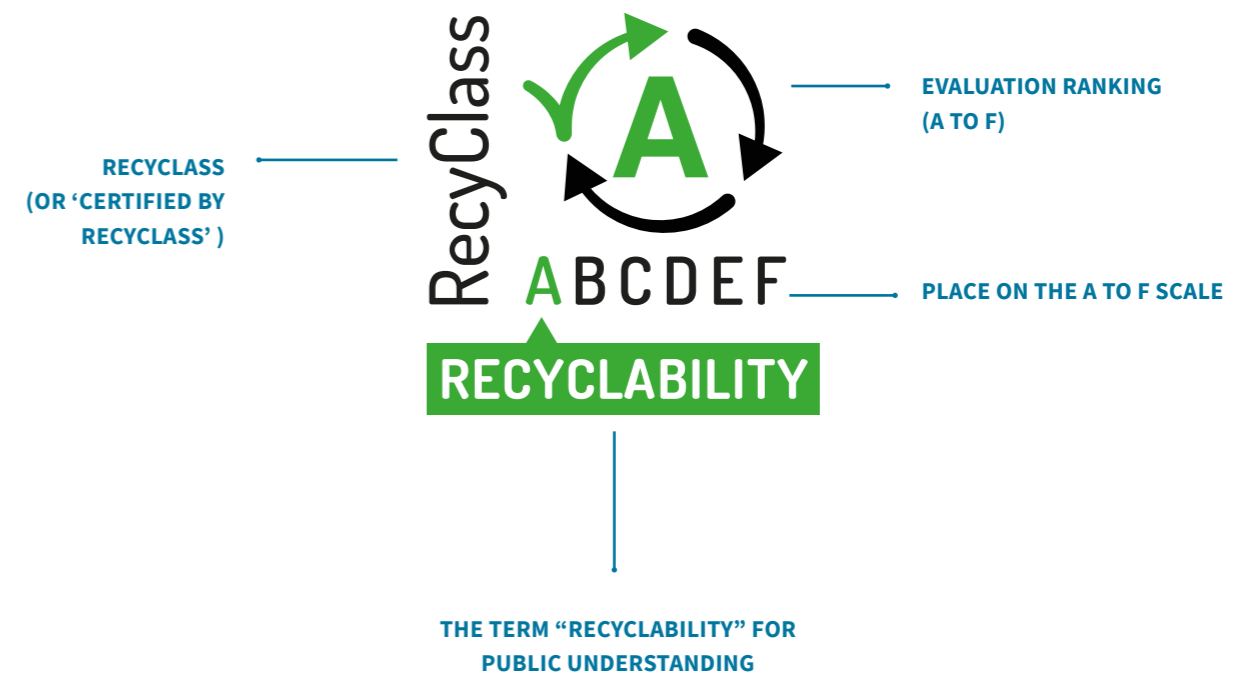 RecyClass
A
EVALUATION RANKING
(A TO F)
RECYCLASS
(OR ‘CERTIFIED BY
RECYCLASS’ )
A B C D E F
PLACE ON THE A TO F SCALE
RECYCLABILITY
THE TERM “RECYCLABILITY” FOR
PUBLIC UNDERSTANDING